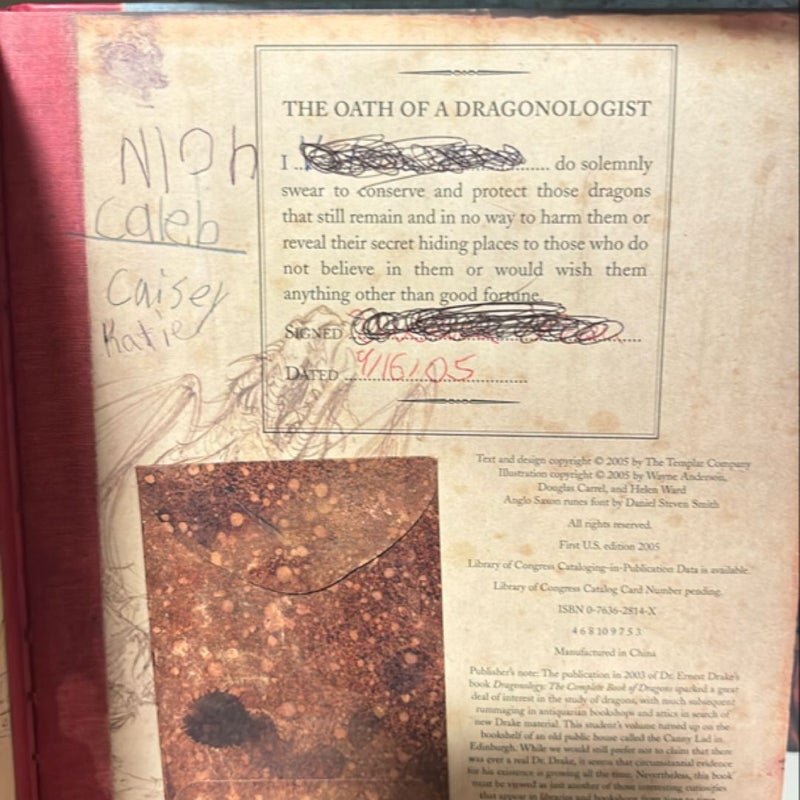 THE OATH OF A DRAGONOLOGIST
I .......... do solemnly
swear to conserve and protect those dragons
that still remain and in no way to harm them or
reveal their secret hiding places to those who do
not believe in them or would wish them
anything other than good fortune.
SIGNED
DATED 9/16/05
Caleb
Caisey
Katie
Text and design copyright © 2005 by The Templar Company
Illustration copyright © 2005 by Wayne Anderson,
Douglas Carrel, and Helen Ward
Anglo Saxon runes font by Daniel Steven Smith
All rights reserved.
First U.S. edition 2005
Library of Congress Cataloging-in-Publication Data is available.
Library of Congress Catalog Card Number pending.
ISBN 0-7636-2814-X
4 6 8 10 9 7 5 3
Manufactured in China
Publisher's note: The publication in 2003 of Dr. Ernest Drake's
book Dragonology: The Complete Book of Dragons sparked a great
deal of interest in the study of dragons, with much subsequent
rummaging in antiquarian bookshops and attics in search of
new Drake material. This student's volume turned up on the
bookshelf of an old public house called the Canny Lad in
Edinburgh. While we would still prefer not to claim that there
was ever a real Dr. Drake, it seems that circumstantial evidence
for his existence is growing all the time. Nevertheless, this book
must be viewed as just another of those interesting curiosities
that appear in libraries and bookshops from time to